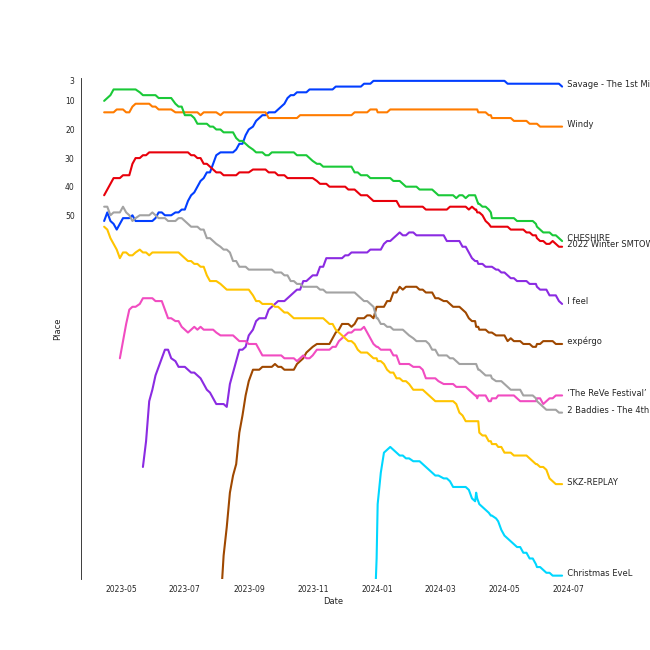 3
Savage - The 1st Mi
10
Windy
20
30
40
50
CHESHIRE
2022 Winter SMTOW
I feel
Place
expérgo
'The ReVe Festival'
2 Baddies - The 4th
SKZ-REPLAY
Christmas EveL
2023-05 2023-07 2023-09 2023-11 2024-01 2024-03 2024-05 2024-07
Date